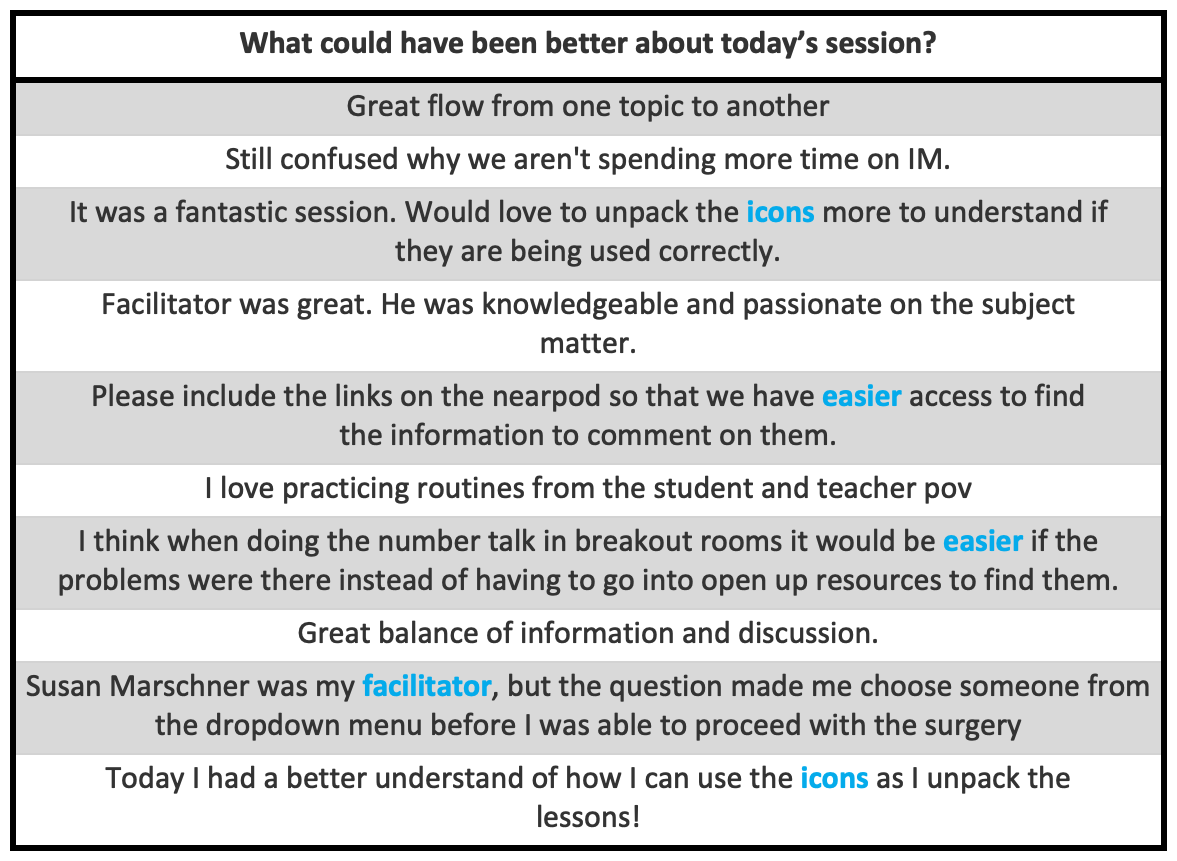 What could have been better about today’s session?
Great flow from one topic to another
Still confused why we aren't spending more time on IM.
It was a fantastic session. Would love to unpack the icons more to understand if
they are being used correctly.
Facilitator was great. He was knowledgeable and passionate on the subject
matter.
Please include the links on the nearpod so that we have easier access to find
the information to comment on them.
I love practicing routines from the student and teacher pov
I think when doing the number talk in breakout rooms it would be easier if the
problems were there instead of having to go into open up resources to find them.
Great balance of information and discussion.
Susan Marschner was my facilitator, but the question made me choose someone from
the dropdown menu before I was able to proceed with the surgery
Today I had a better understand of how I can use the icons as I unpack the
lessons!